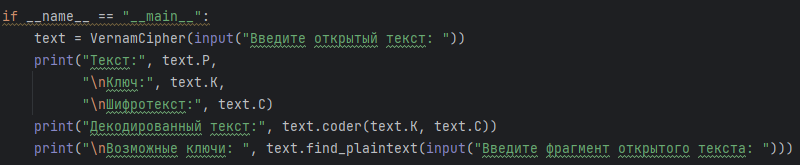 if __name__ == "__main__":
    text = VernamCipher(input("Введите открытый текст: "))
    print("Текст:", text.P,
          "\nКлюч:", text.K,
          "\nШифротекст:", text.C)
    print("Декодированный текст:", text.coder(text.K, text.C))
    print("\nВозможные ключи: ", text.find_plaintext(input("Введите фрагмент открытого текста: ")))